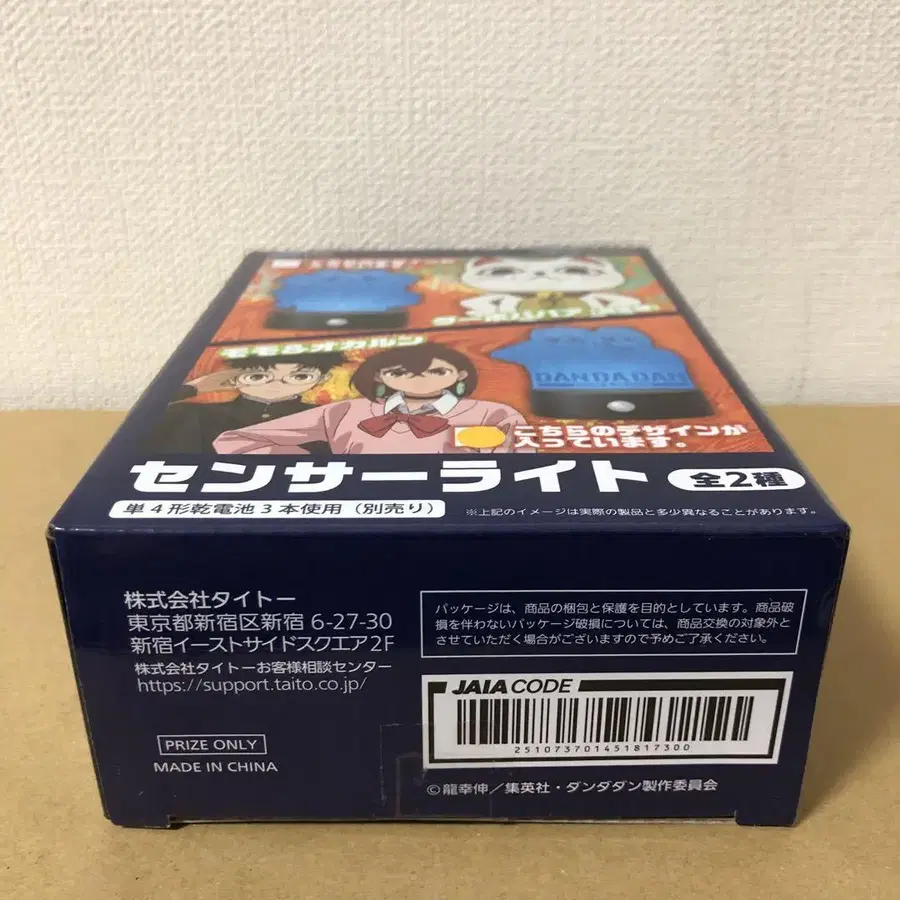 モモ&オカルン
DAN DA DAN
こちらのデザインが
入っています。
センサーライト 全2種
単4形乾電池3本使用（別売り）
※上記のイメージは実際の製品と多少異なることがあります。
株式会社タイトー
東京都新宿区新宿 6-27-30
新宿イーストサイドスクエア2F
株式会社タイトーお客様相談センター
https://support.taito.co.jp/
PRIZE ONLY
MADE IN CHINA
パッケージは、商品の梱包と保護を目的としています。商品破
損を伴わないパッケージ破損については、商品交換の対象外と
させていただく場合がございますので予めご了承ください。
JAIA CODE
251073701451817300
©龍幸伸／集英社・ダンダダン製作委員会